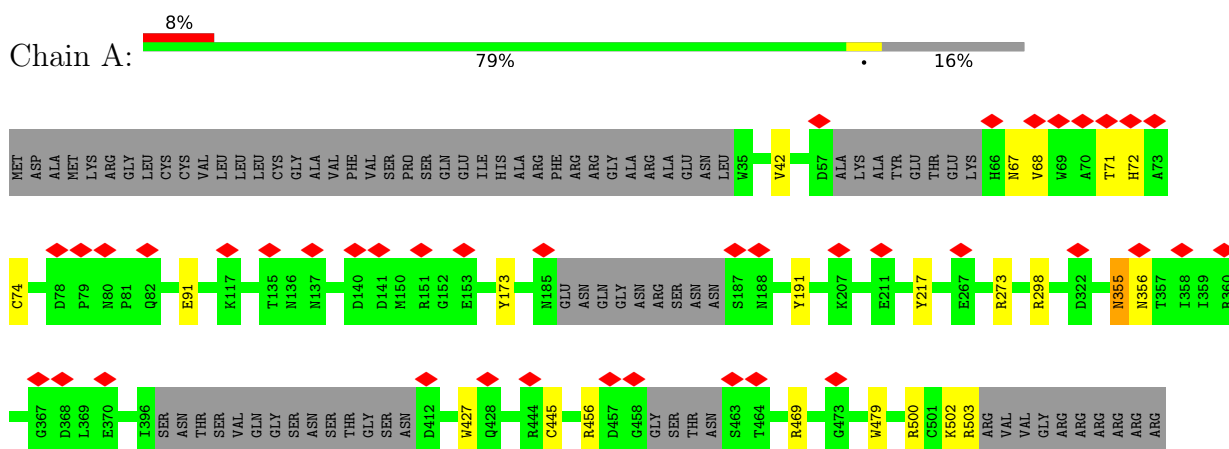 8%
Chain A:
79%
•
16%
MET ASP ALA MET LYS ARG GLY LEU CYS CYS VAL LEU LEU LEU CYS GLY ALA VAL PHE VAL SER PRO SER GLN GLU ILE HIS ALA ARG PHE ARG ARG GLY ALA ARG ALA GLU ASN LEU W35 V42 D57 ALA LYS ALA TYR GLU THR GLU LYS H66 N67 V68 W69 A70 T71 H72 A73
C74 D78 P79 N80 P81 Q82 E91 K117 T135 N136 N137 D140 D141 M150 R151 G152 E153 Y173 N185 GLU ASN GLN GLY ASN ARG SER ASN ASN S187 N188 Y191 K207 E211 Y217 E267 R273 R298 D322 N355 N356 T357 I358 I359 R360
G367 D368 L369 E370 I396 SER ASN THR SER VAL GLN GLY SER ASN SER THR GLY SER ASN D412 W427 Q428 R444 C445 R456 D457 G458 GLY SER THR ASN S463 T464 R469 G473 W479 R500 C501 K502 R503 ARG VAL VAL GLY ARG ARG ARG ARG ARG ARG